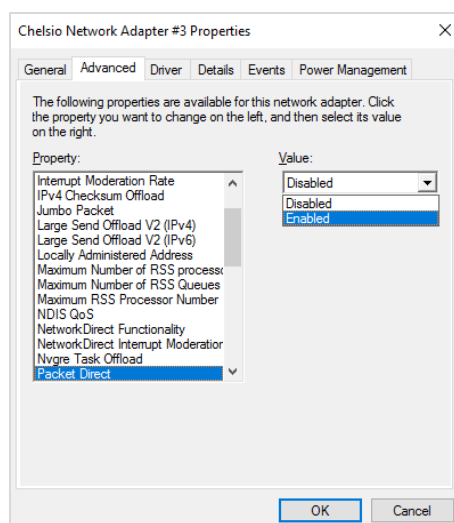 Chelsio Network Adapter #3 Properties
General Advanced Driver Details Events Power Management
The following properties are available for this network adapter. Click
the property you want to change on the left, and then select its value
on the right.
Property:
Value:
Interrupt Moderation Rate
IPv4 Checksum Offload
Jumbo Packet
Large Send Offload V2 (IPv4)
Large Send Offload V2 (IPv6)
Locally Administered Address
Maximum Number of RSS processo
Maximum Number of RSS Queues
Maximum RSS Processor Number
NDIS QoS
NetworkDirect Functionality
NetworkDirect Interrupt Moderation
Nvgre Task Offload
Packet Direct
Disabled
Disabled
Enabled
OK Cancel